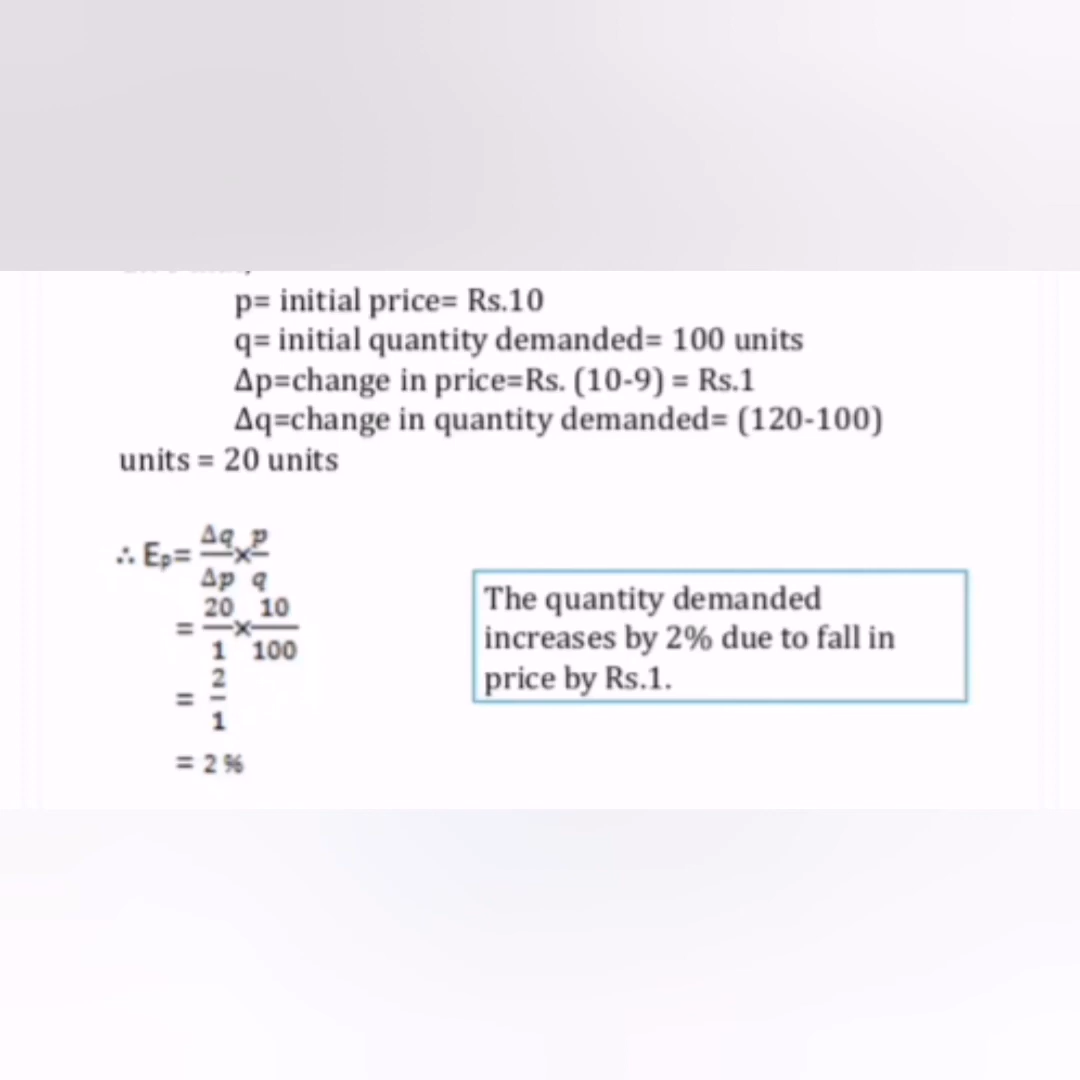 p= initial price= Rs.10
q= initial quantity demanded= 100 units
Δp=change in price=Rs. (10-9) = Rs.1
Δq=change in quantity demanded= (120-100)
units = 20 units
∴ Eₚ= Δq/Δp × p/q
= 20/1 × 10/100
= 2/1
= 2 %
The quantity demanded
increases by 2% due to fall in
price by Rs.1.